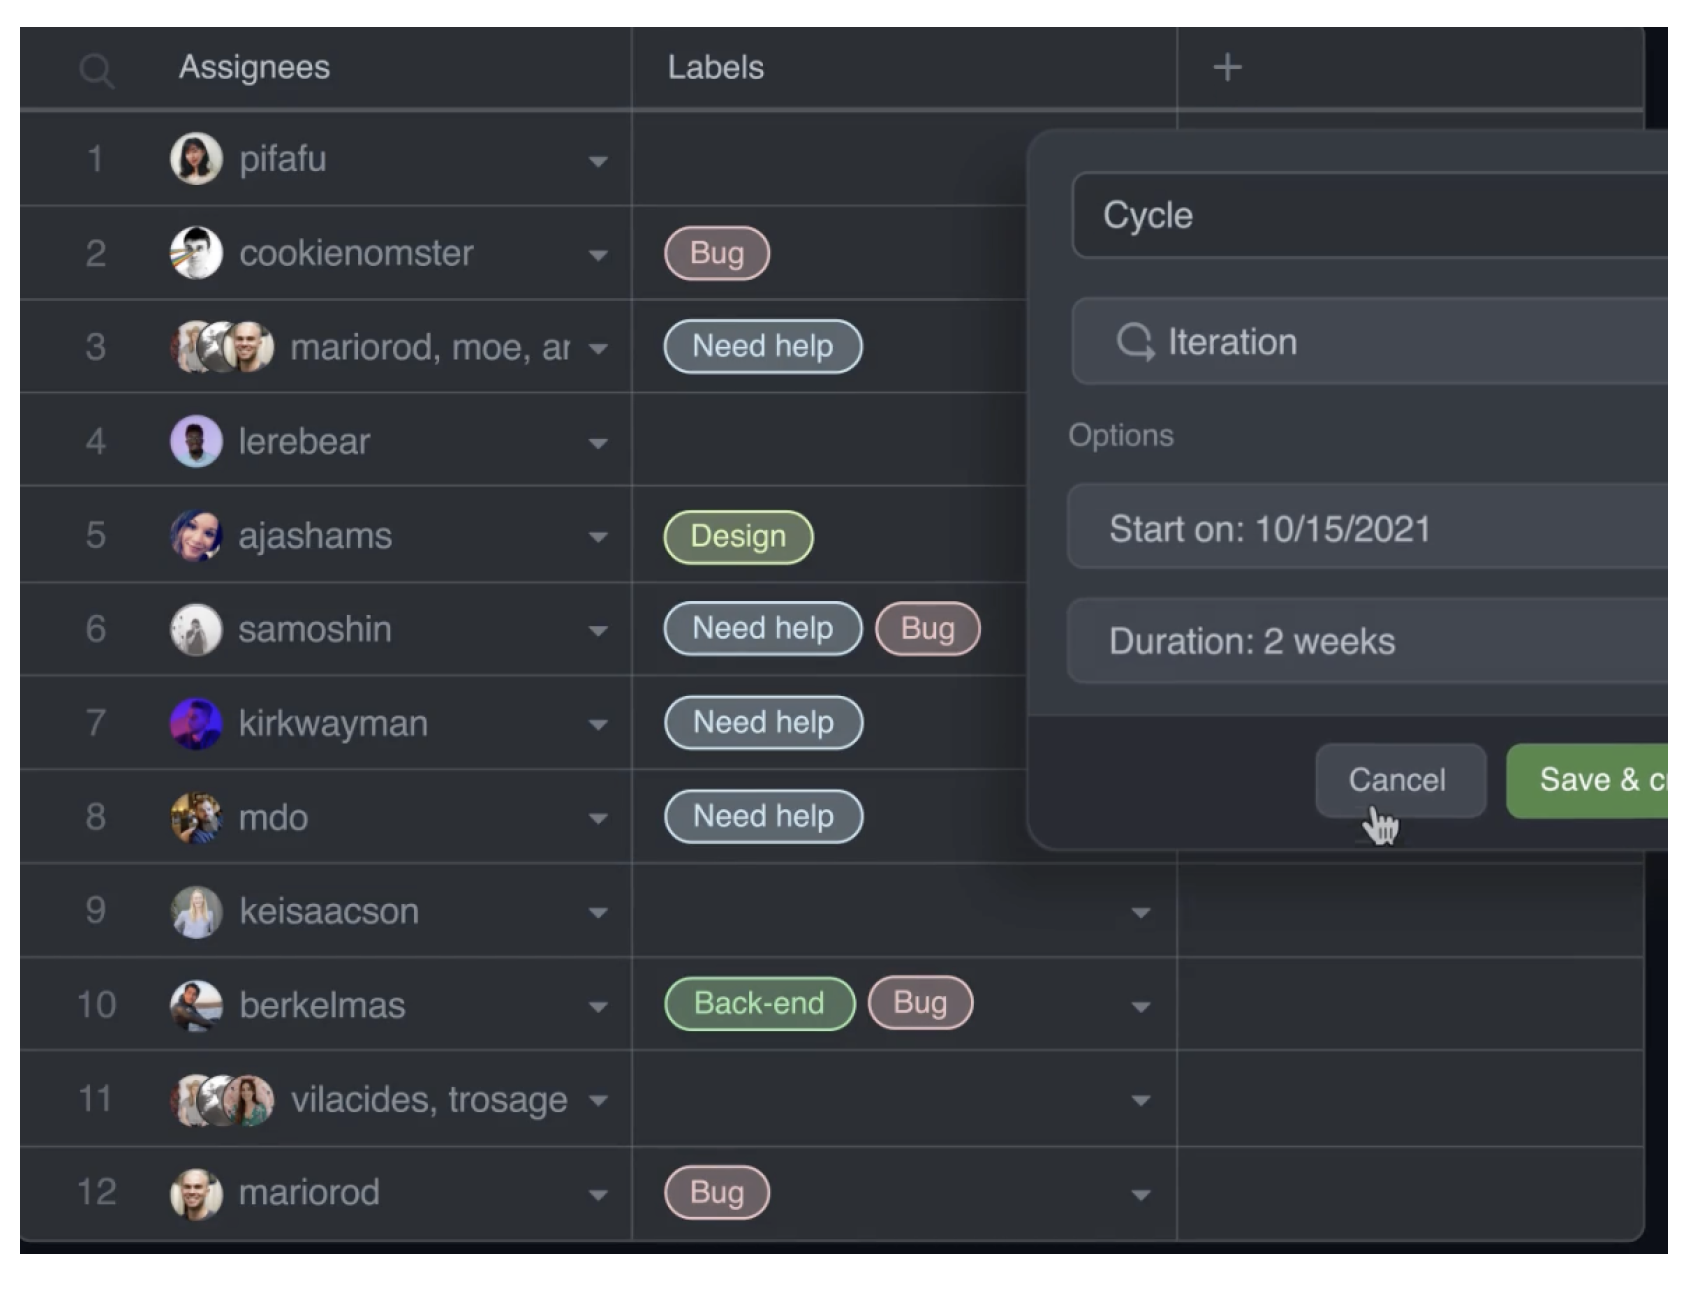 Assignees Labels +
1 pifafu
Cycle
2 cookienomster Bug
3 mariorod, moe, Need help
Iteration
4 lerebear
Options
5 ajashams Design
Start on: 10/15/2021
6 samoshin Need help Bug
Duration: 2 weeks
7 kirkwayman Need help
Cancel Save &
8 mdo Need help
9 keisaacson
10 berkelmas Back-end Bug
11 vilacides, trosage
12 mariorod Bug